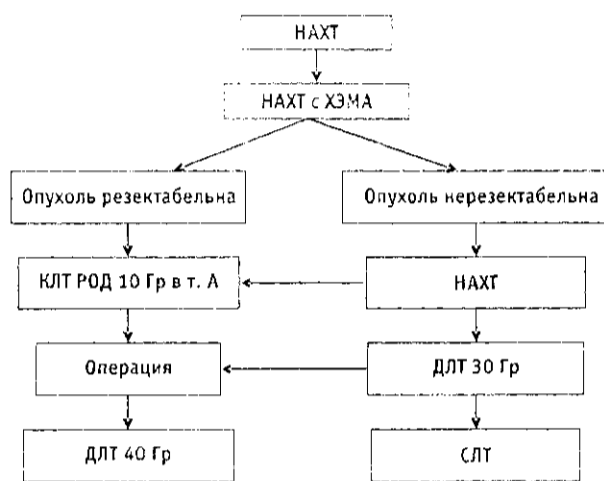 НАХТ
НАХТ с ХЭМА
Опухоль резектабельна
Опухоль нерезектабельна
КЛТ РОД 10 Гр в т. А
НАХТ
Операция
ДЛТ 30 Гр
ДЛТ 40 Гр
СЛТ